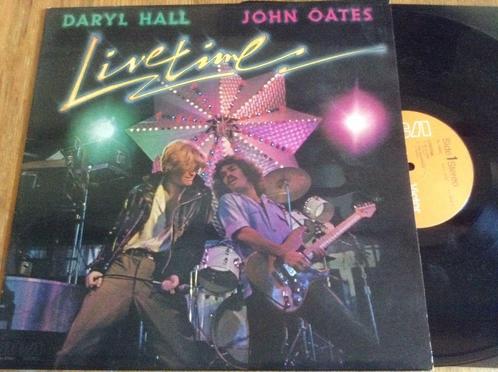 DARYL HALL JOHN OATES
Livetime
RCA
Side 1 Stereo